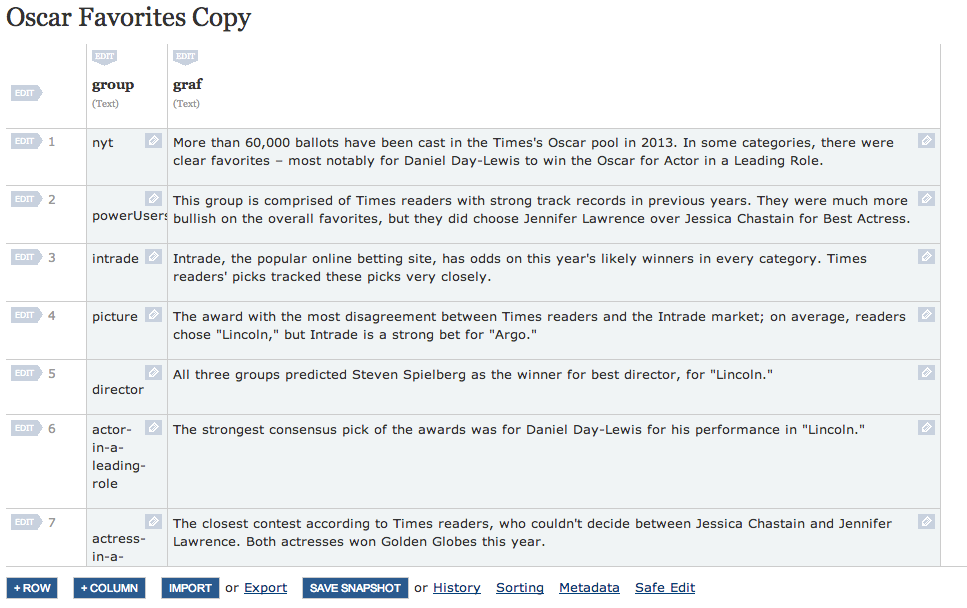 Oscar Favorites Copy
EDIT EDIT
EDIT group graf
(Text) (Text)
EDIT 1 nyt More than 60,000 ballots have been cast in the Times's Oscar pool in 2013. In some categories, there were
clear favorites – most notably for Daniel Day-Lewis to win the Oscar for Actor in a Leading Role.
EDIT 2 This group is comprised of Times readers with strong track records in previous years. They were much more
powerUsers bullish on the overall favorites, but they did choose Jennifer Lawrence over Jessica Chastain for Best Actress.
EDIT 3 intrade Intrade, the popular online betting site, has odds on this year's likely winners in every category. Times
readers' picks tracked these picks very closely.
EDIT 4 picture The award with the most disagreement between Times readers and the Intrade market; on average, readers
chose "Lincoln," but Intrade is a strong bet for "Argo."
EDIT 5 All three groups predicted Steven Spielberg as the winner for best director, for "Lincoln."
director
EDIT 6 actor- The strongest consensus pick of the awards was for Daniel Day-Lewis for his performance in "Lincoln."
in-a-
leading-
role
EDIT 7 The closest contest according to Times readers, who couldn't decide between Jessica Chastain and Jennifer
actress- Lawrence. Both actresses won Golden Globes this year.
in-a-
+ ROW + COLUMN IMPORT or Export SAVE SNAPSHOT or History Sorting Metadata Safe Edit